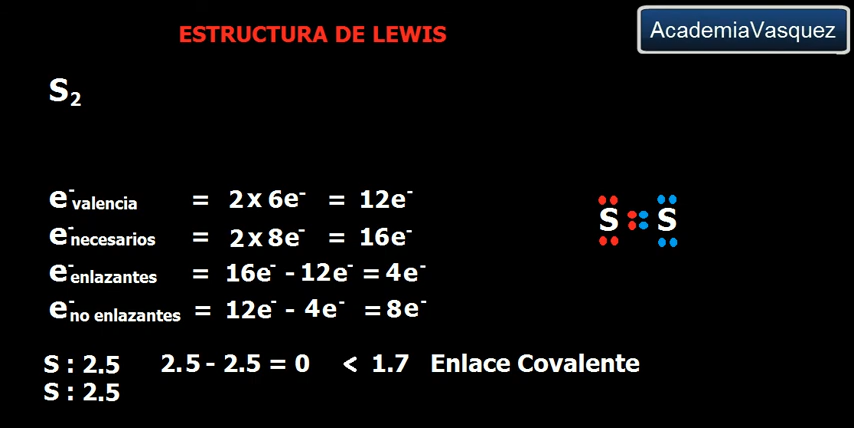 ESTRUCTURA DE LEWIS
AcademiaVasquez
S₂
e⁻valencia = 2 x 6e⁻ = 12e⁻
e⁻necesarios = 2 x 8e⁻ = 16e⁻
e⁻enlazantes = 16e⁻ - 12e⁻ = 4e⁻
e⁻no enlazantes = 12e⁻ - 4e⁻ = 8e⁻
S S
S : 2.5 2.5 - 2.5 = 0 < 1.7 Enlace Covalente
S : 2.5